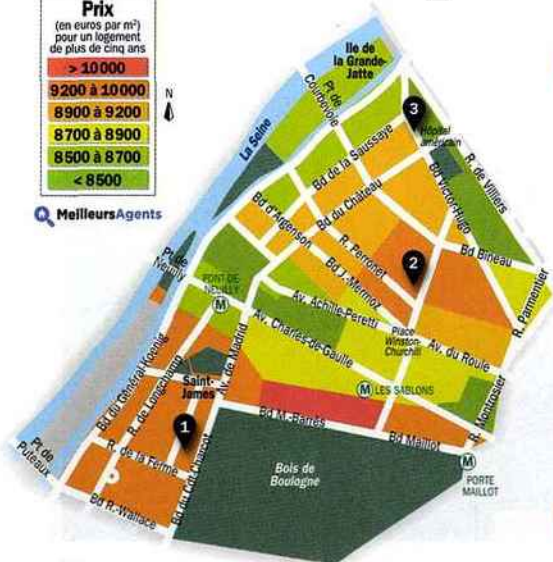 Prix
(en euros par m²)
pour un logement
de plus de cinq ans
> 10 000
9200 à 10 000
8900 à 9200
8700 à 8900
8500 à 8700
< 8500
N
MeilleursAgents
Ile de
la Grande-
Jatte
Pt de
Courbevoie
La Seine
3
Hôpital
américain
Bd de la Saussaye
R. de Villiers
Bd du Château
Bd Victor-Hugo
Bd d'Argenson
R. Perronet
Bd Bineau
Bd J.-Mermoz
2
R. Parmentier
Pt de
Neuilly
PONT DE
NEUILLY
M
Av. Achille-Peretti
Place
Winston-
Churchill
Av. du Roule
Av. Charles-de-Gaulle
Av. de Madrid
Bd du Général-Koenig
R. de Longchamp
Saint-
James
M LES SABLONS
R. Montrosier
Bd M.-Barrès
Bd Maillot
1
R. de la Ferme
Bd du Cdt Charcot
Pt de
Puteaux
Bd R.-Wallace
Bois de
Boulogne
M
PORTE
MAILLOT